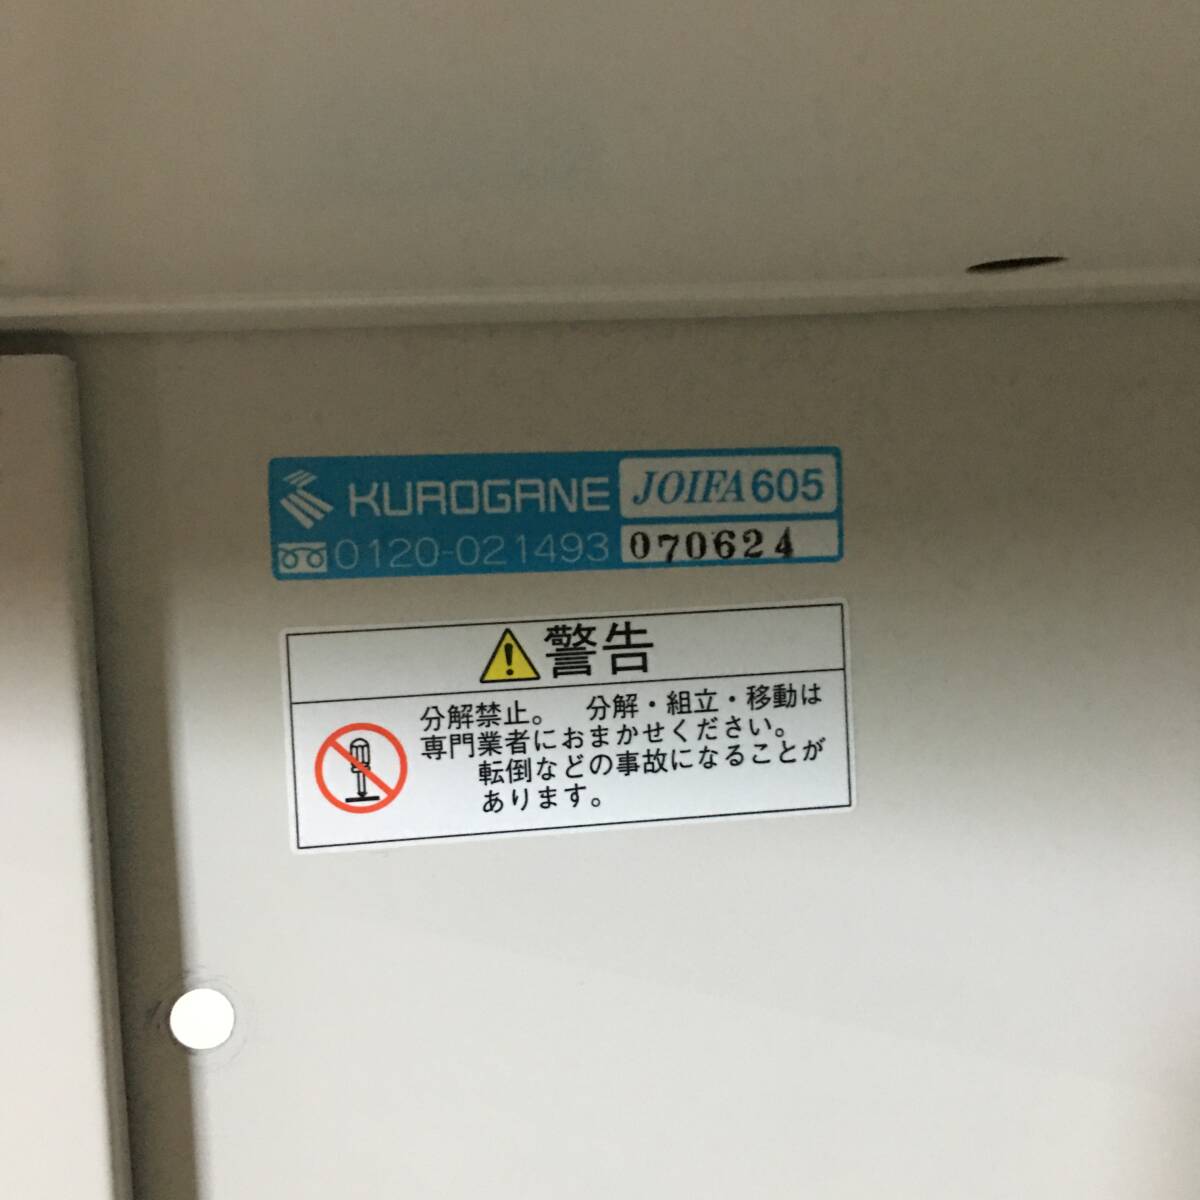 KUROGANE JOIFA605
0120-021493 070624
警告
分解禁止。 分解・組立・移動は
専門業者におまかせください。
転倒などの事故になることが
あります。